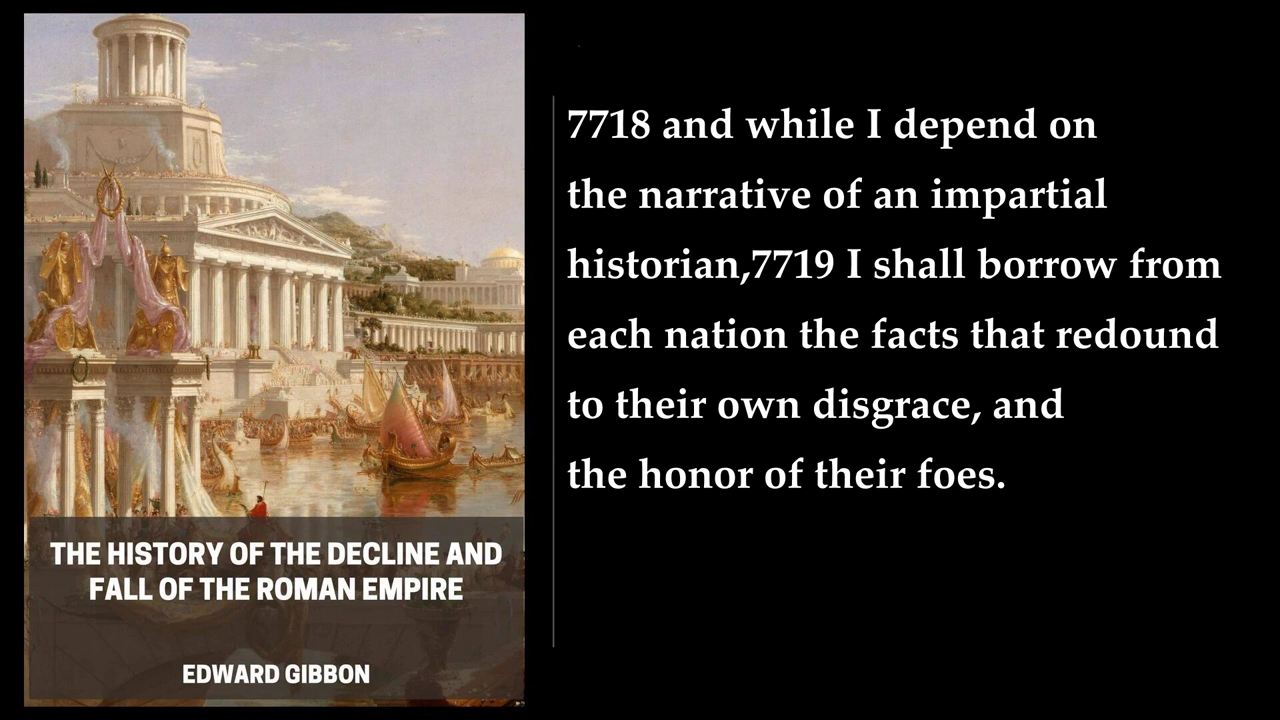 THE HISTORY OF THE DECLINE AND
FALL OF THE ROMAN EMPIRE
EDWARD GIBBON
7718 and while I depend on
the narrative of an impartial
historian,7719 I shall borrow from
each nation the facts that redound
to their own disgrace, and
the honor of their foes.